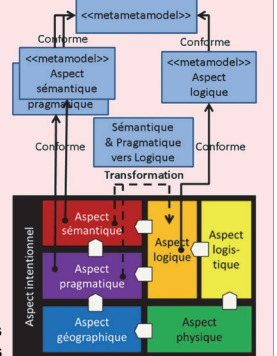 <<metametamodel>>
Conforme
Conforme
<<metamodel>>
Aspect
sémantique
pragmatique
<<metamodel>>
Aspect
logique
Sémantique
& Pragmatique
vers Logique
Conforme
Conforme
Transformation
Aspect intentionnel
Aspect
sémantique
Aspect
pragmatique
Aspect
logique
Aspect
logis-
tique
Aspect
géographique
Aspect
physique